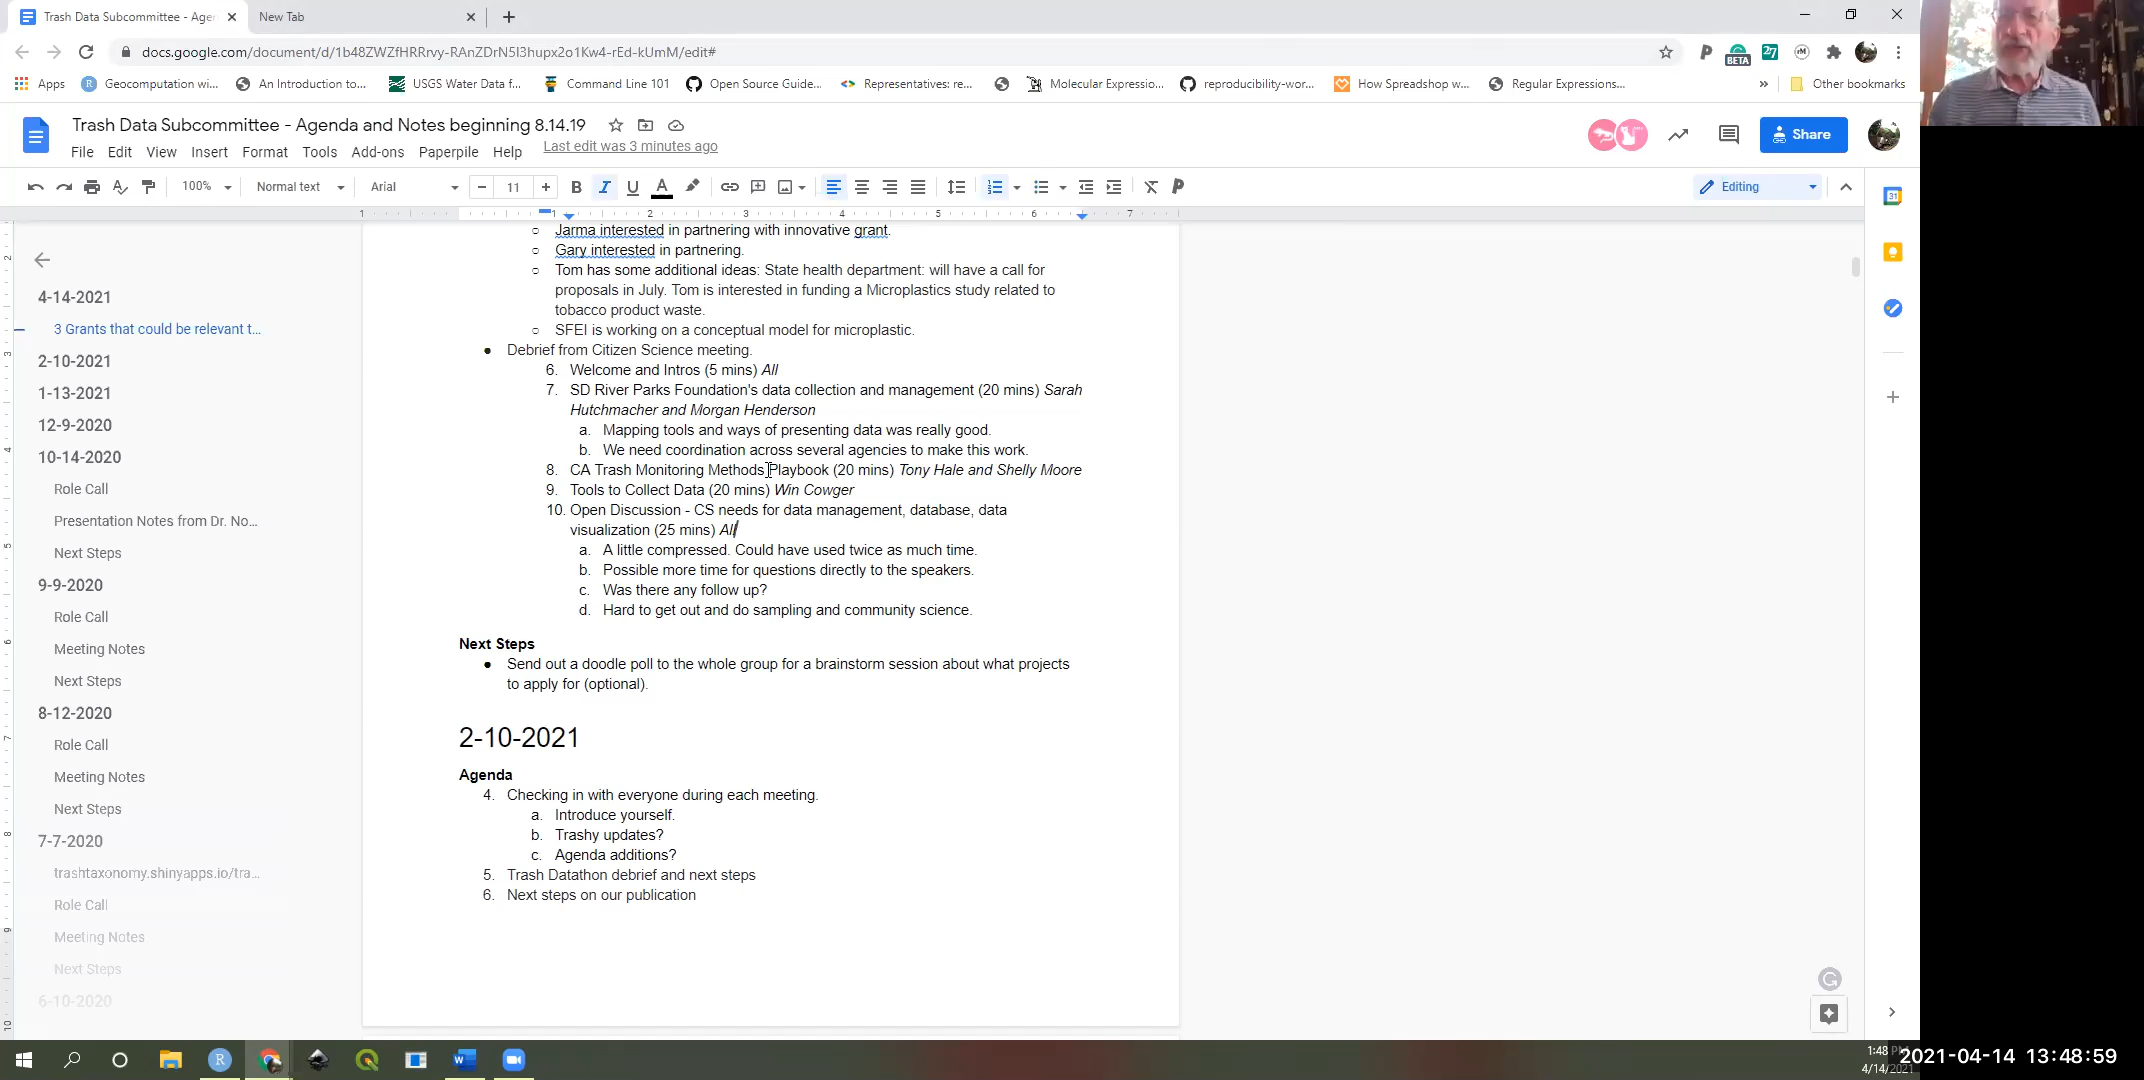 Trash Data Subcommittee - Age
New Tab
docs.google.com/document/d/1b48ZWZfHRRrvy-RAnZDrN5I3hupx2o1Kw4-rEd-kUmM/edit#
BETA
27
Apps
Geocomputation wi...
An Introduction to...
USGS Water Data f...
Command Line 101
Open Source Guide...
Representatives: re...
Molecular Expressio...
reproducibility-wor...
How Spreadshop w...
Regular Expressions...
»
Other bookmarks
Trash Data Subcommittee - Agenda and Notes beginning 8.14.19
File Edit View Insert Format Tools Add-ons Paperpile Help
Last edit was 3 minutes ago
Share
100%
Normal text
Arial
11
Editing
1 1 2 3 4 5 6 7
4-14-2021
3 Grants that could be relevant t...
2-10-2021
1-13-2021
12-9-2020
10-14-2020
Role Call
Presentation Notes from Dr. No...
Next Steps
9-9-2020
Role Call
Meeting Notes
Next Steps
8-12-2020
Role Call
Meeting Notes
Next Steps
7-7-2020
trashtaxonomy.shinyapps.io/tra...
Role Call
Meeting Notes
Next Steps
6-10-2020
○ Jarma interested in partnering with innovative grant.
○ Gary interested in partnering.
○ Tom has some additional ideas: State health department: will have a call for
proposals in July. Tom is interested in funding a Microplastics study related to
tobacco product waste.
○ SFEI is working on a conceptual model for microplastic.
● Debrief from Citizen Science meeting.
6. Welcome and Intros (5 mins) All
7. SD River Parks Foundation's data collection and management (20 mins) Sarah
Hutchmacher and Morgan Henderson
a. Mapping tools and ways of presenting data was really good.
b. We need coordination across several agencies to make this work.
8. CA Trash Monitoring Methods Playbook (20 mins) Tony Hale and Shelly Moore
9. Tools to Collect Data (20 mins) Win Cowger
10. Open Discussion - CS needs for data management, database, data
visualization (25 mins) All
a. A little compressed. Could have used twice as much time.
b. Possible more time for questions directly to the speakers.
c. Was there any follow up?
d. Hard to get out and do sampling and community science.
Next Steps
● Send out a doodle poll to the whole group for a brainstorm session about what projects
to apply for (optional).
2-10-2021
Agenda
4. Checking in with everyone during each meeting.
a. Introduce yourself.
b. Trashy updates?
c. Agenda additions?
5. Trash Datathon debrief and next steps
6. Next steps on our publication
1:48 PM
4/14/2021
2021-04-14 13:48:59